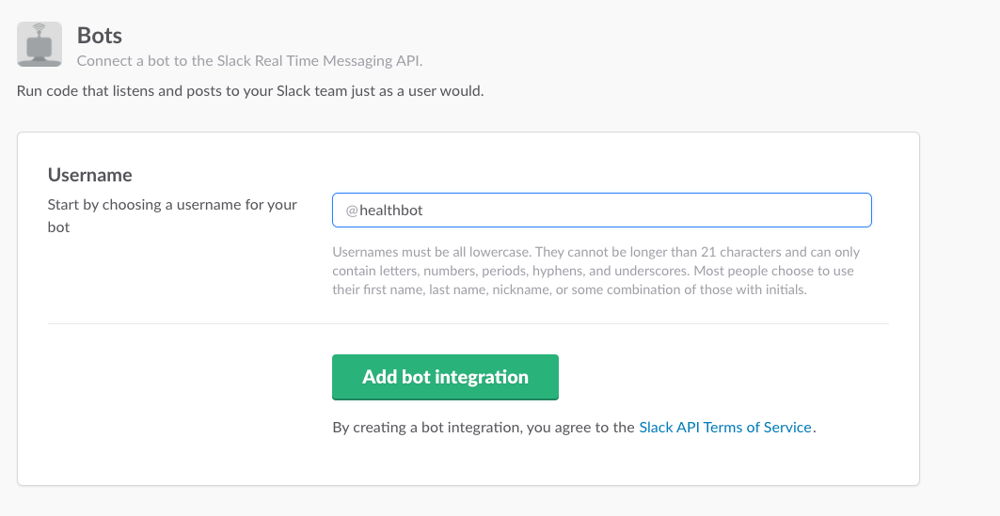 Bots
Connect a bot to the Slack Real Time Messaging API.
Run code that listens and posts to your Slack team just as a user would.
Username
Start by choosing a username for your
bot
@healthbot
Usernames must be all lowercase. They cannot be longer than 21 characters and can only
contain letters, numbers, periods, hyphens, and underscores. Most people choose to use
their first name, last name, nickname, or some combination of those with initials.
Add bot integration
By creating a bot integration, you agree to the Slack API Terms of Service.